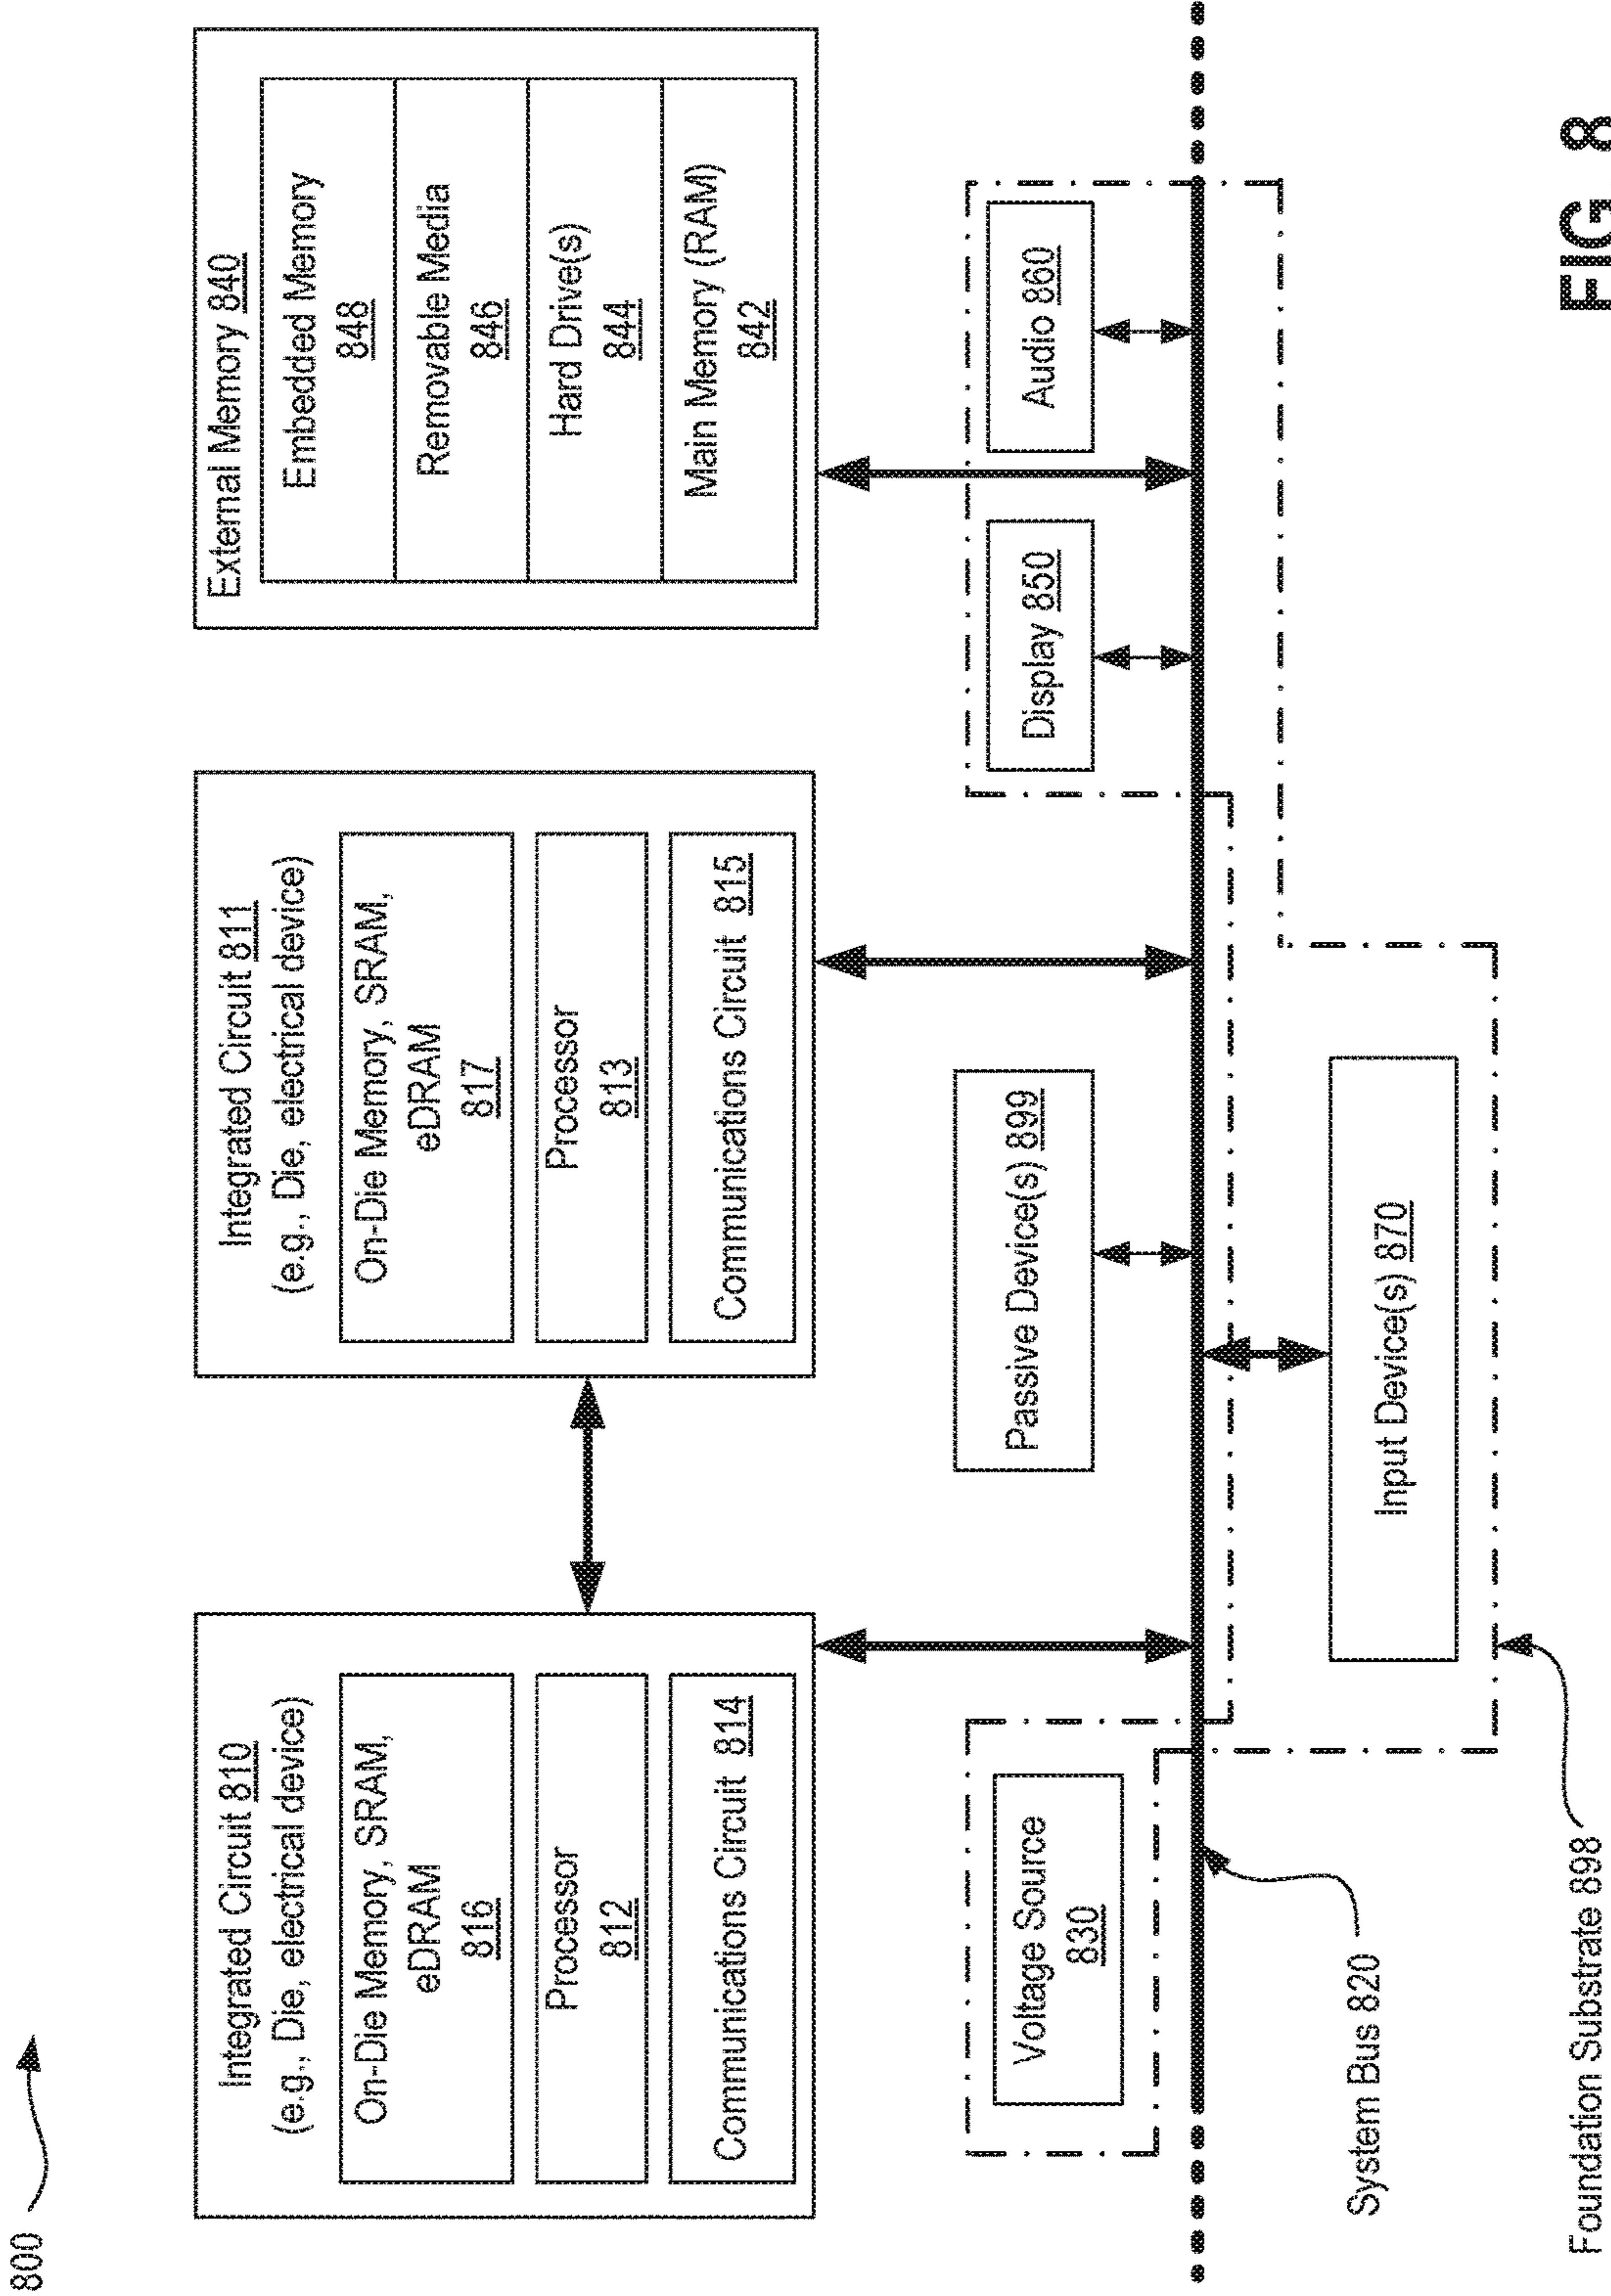 800
Integrated Circuit 810
(e.g., Die, electrical device)
On-Die Memory, SRAM,
eDRAM
816
Processor
812
Communications Circuit 814
Integrated Circuit 811
(e.g., Die, electrical device)
On-Die Memory, SRAM,
eDRAM
817
Processor
813
Communications Circuit 815
External Memory 840
Embedded Memory
848
Removable Media
846
Hard Drive(s)
844
Main Memory (RAM)
842
Voltage Source
830
Passive Device(s) 899
Display 850
Audio 860
Input Device(s) 870
System Bus 820
Foundation Substrate 898
FIG 8